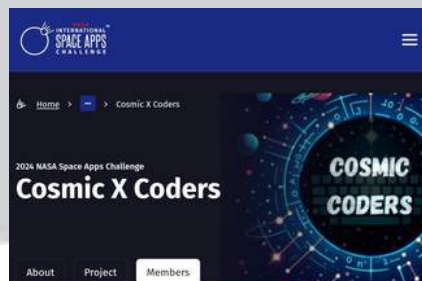 NASA
INTERNATIONAL
SPACE APPS
CHALLENGE
Home > ... > Cosmic X Coders
2024 NASA Space Apps Challenge
Cosmic X Coders
COSMIC
CODERS
About Project Members